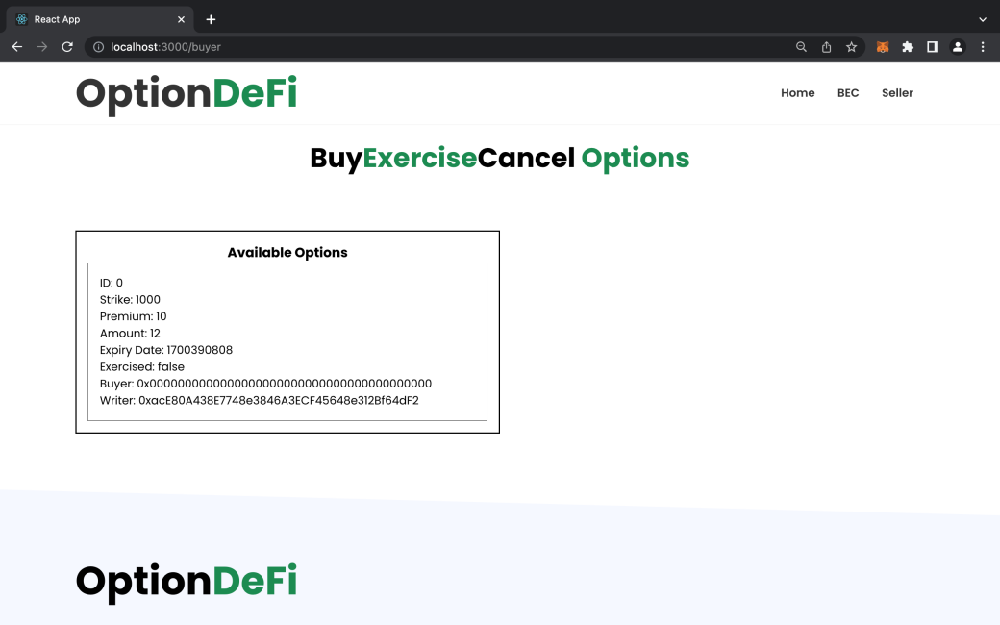 React App
localhost:3000/buyer
OptionDeFi
Home BEC Seller
BuyExerciseCancel Options
Available Options
ID: 0
Strike: 1000
Premium: 10
Amount: 12
Expiry Date: 1700390808
Exercised: false
Buyer: 0x0000000000000000000000000000000000000000
Writer: 0xacE80A438E7748e3846A3ECF45648e312Bf64dF2
OptionDeFi